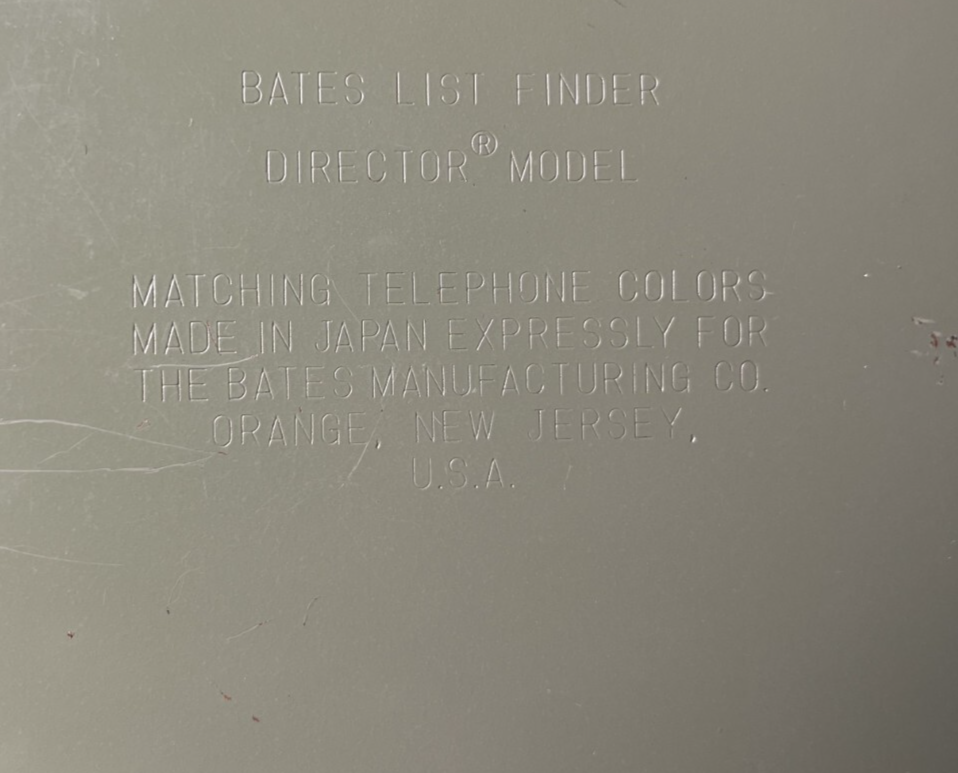 BATES LIST FINDER
DIRECTOR® MODEL
MATCHING TELEPHONE COLORS
MADE IN JAPAN EXPRESSLY FOR
THE BATES MANUFACTURING CO.
ORANGE, NEW JERSEY,
U.S.A.